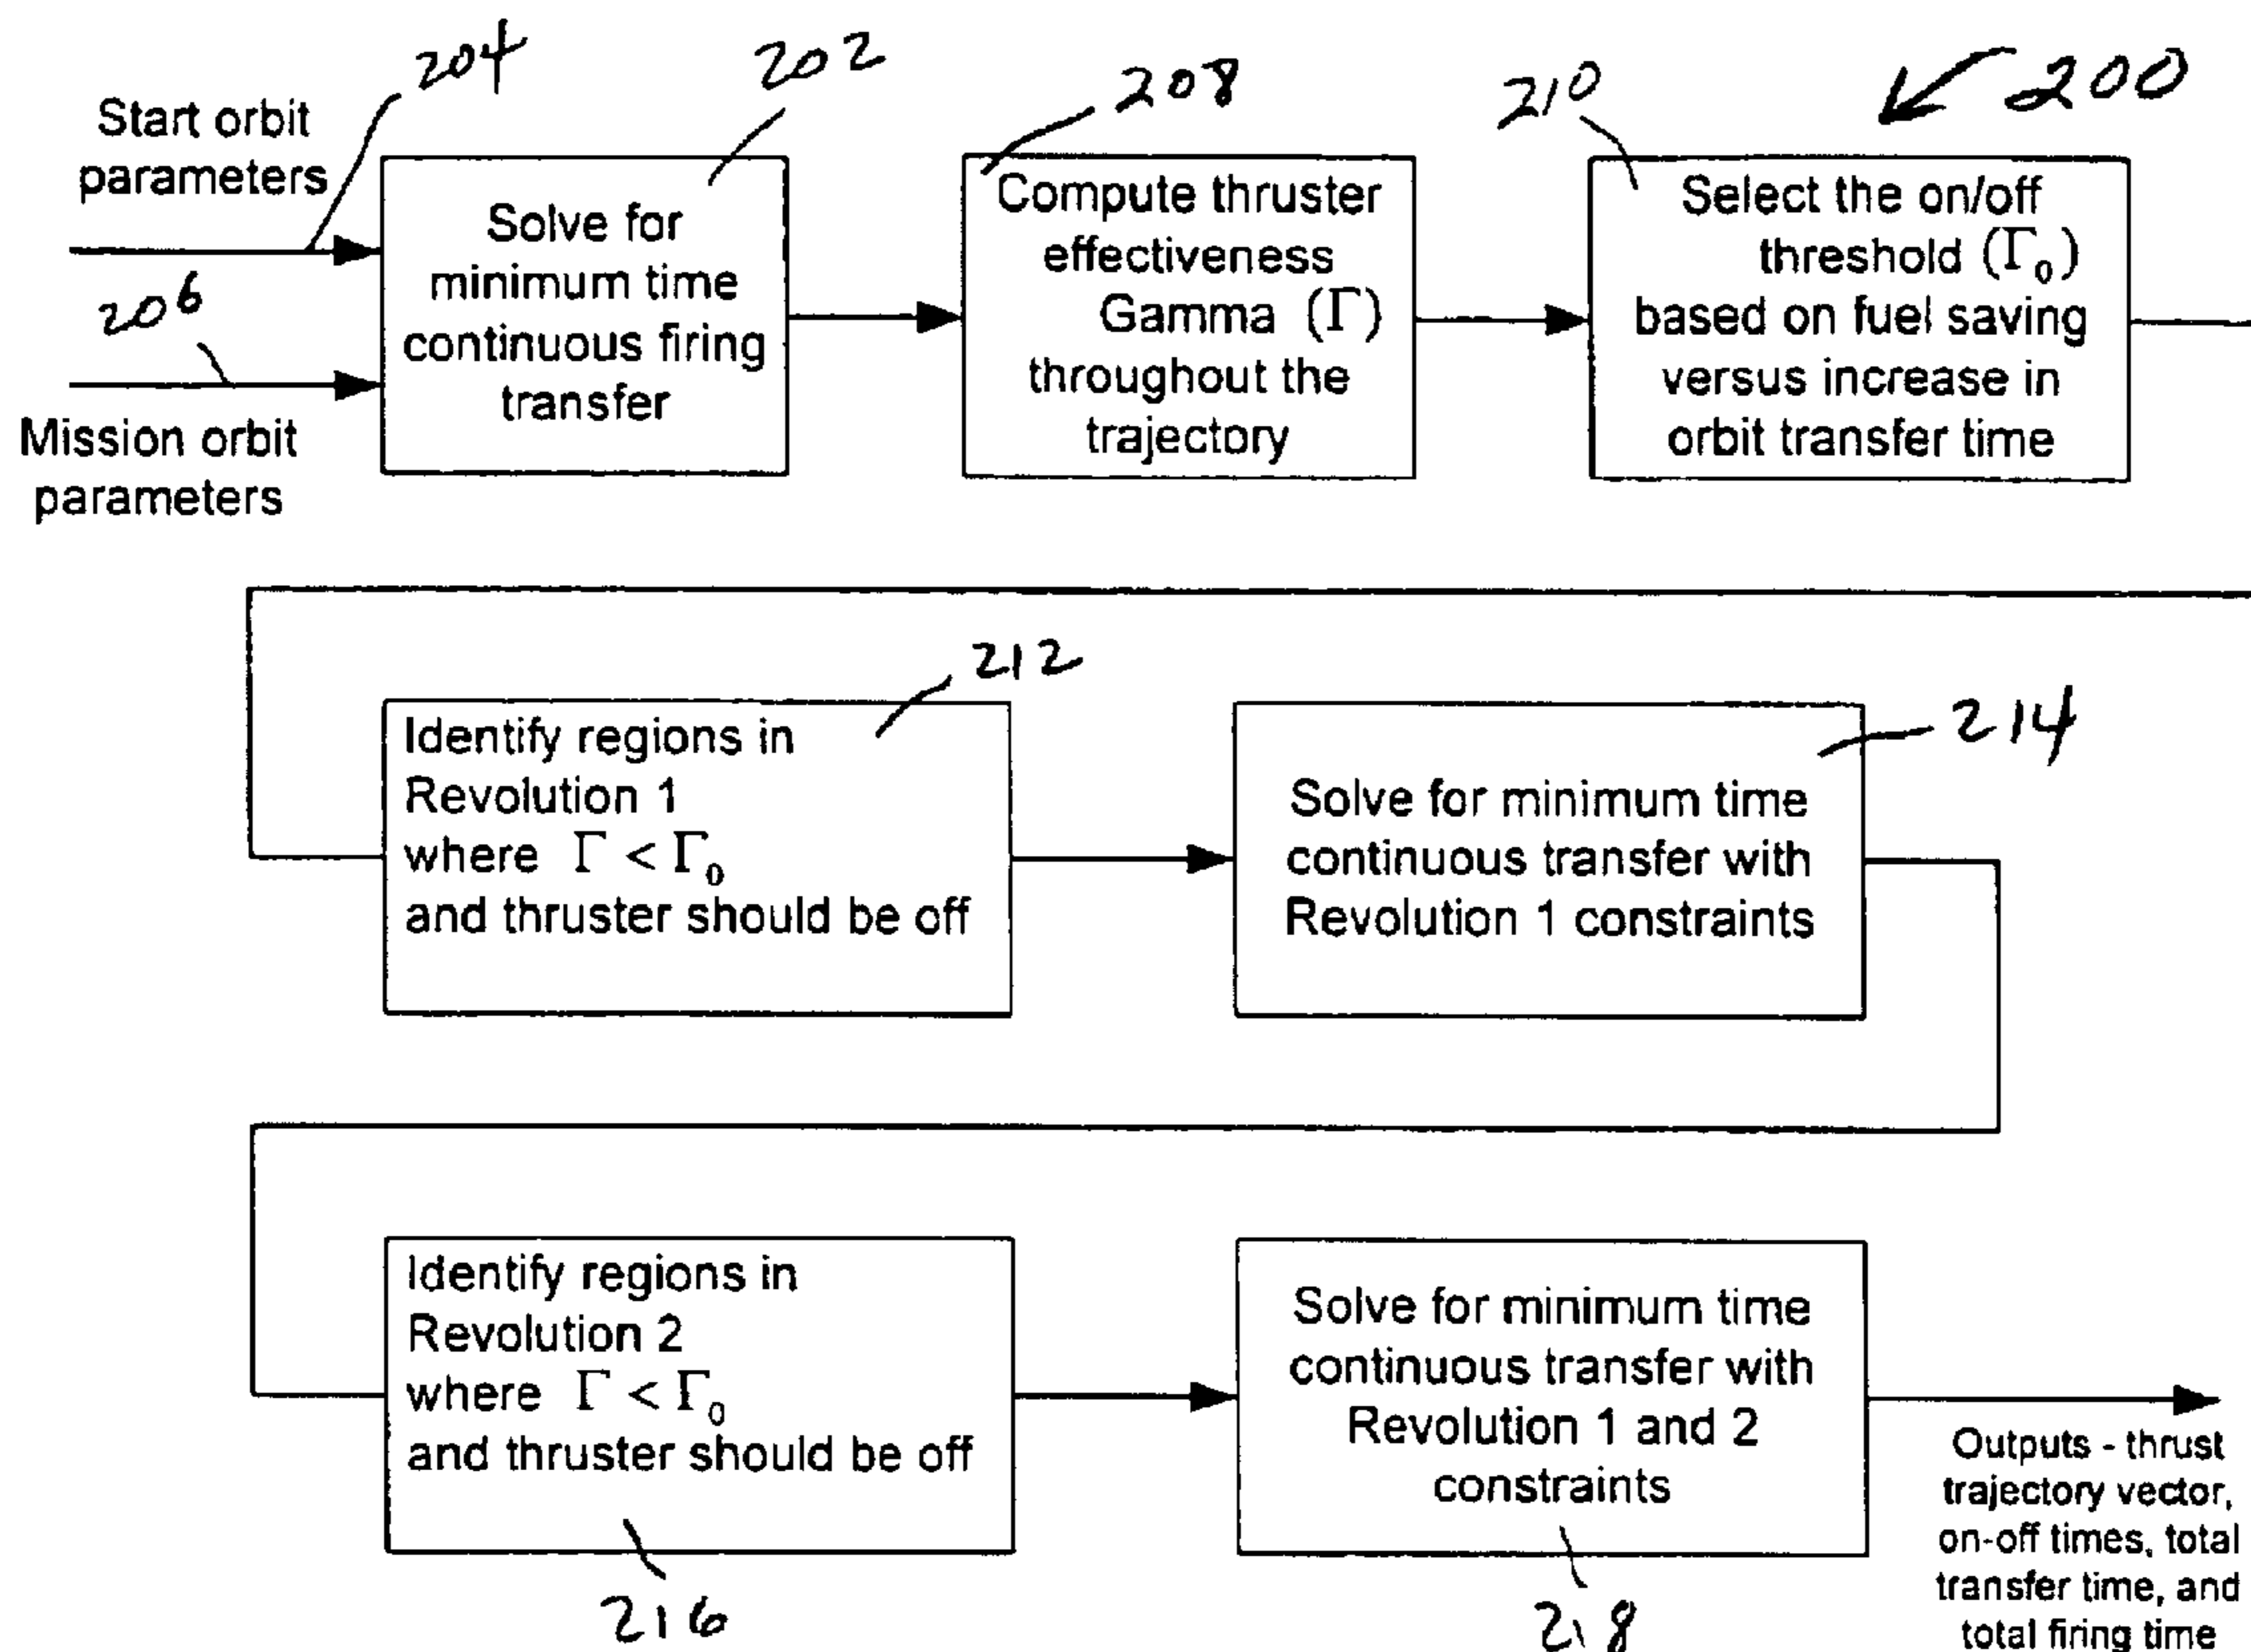 204
202
208
210
200
Start orbit
parameters
206
Mission orbit
parameters
Solve for
minimum time
continuous firing
transfer
Compute thruster
effectiveness
Gamma (Γ)
throughout the
trajectory
Select the on/off
threshold (Γ₀)
based on fuel saving
versus increase in
orbit transfer time
212
Identify regions in
Revolution 1
where Γ < Γ₀
and thruster should be off
214
Solve for minimum time
continuous transfer with
Revolution 1 constraints
Identify regions in
Revolution 2
where Γ < Γ₀
and thruster should be off
216
Solve for minimum time
continuous transfer with
Revolution 1 and 2
constraints
218
Outputs - thrust
trajectory vector,
on-off times, total
transfer time, and
total firing time